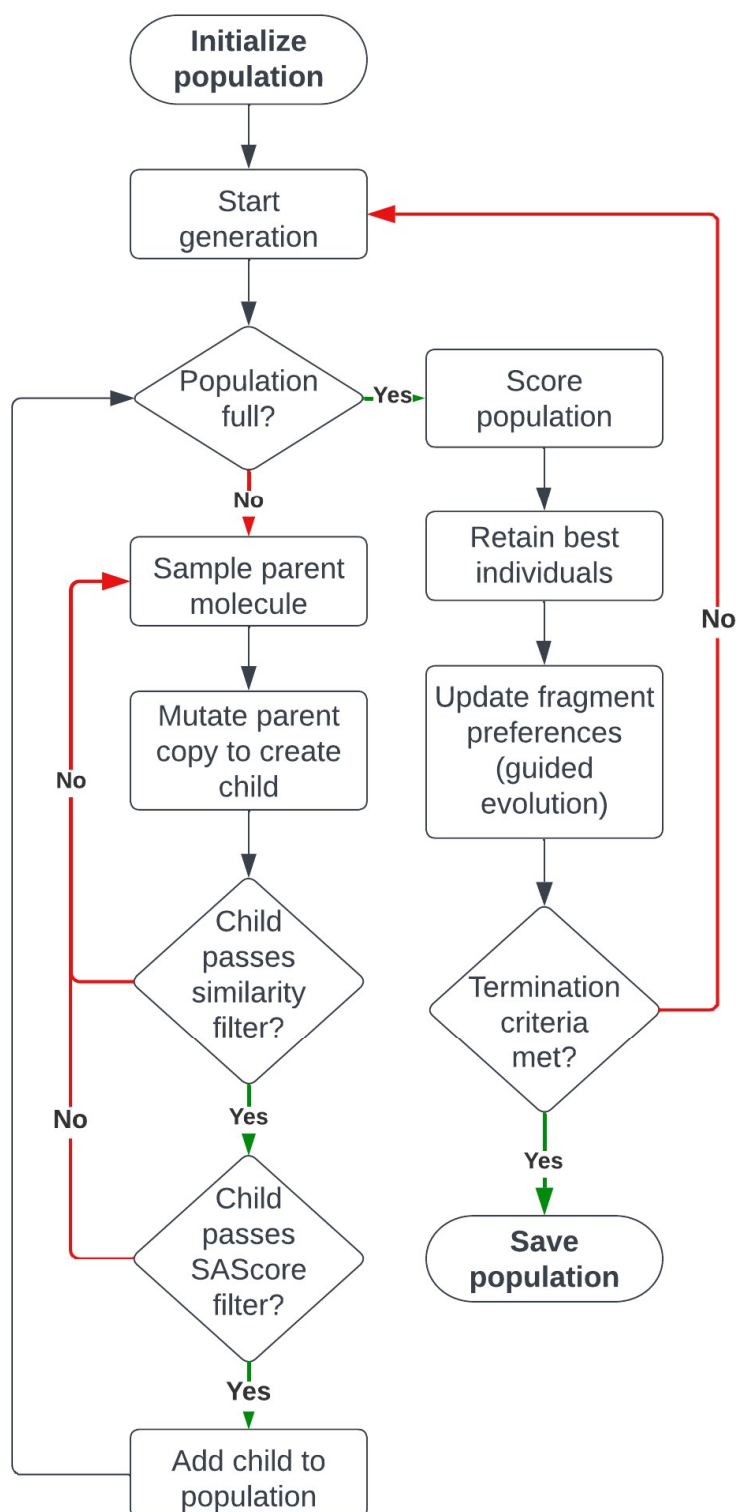 Initialize
population
Start
generation
Population
full?
Yes
No
Sample parent
molecule
Mutate parent
copy to create
child
No
Child
passes
similarity
filter?
Yes
No
Child
passes
SAScore
filter?
Yes
Add child to
population
Score
population
Retain best
individuals
Update fragment
preferences
(guided
evolution)
No
Termination
criteria
met?
Yes
Save
population